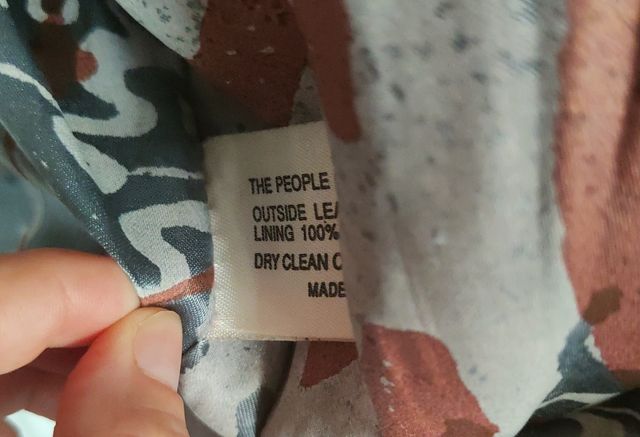 THE PEOPLE
OUTSIDE LEA
LINING 100%
DRY CLEAN O
MADE